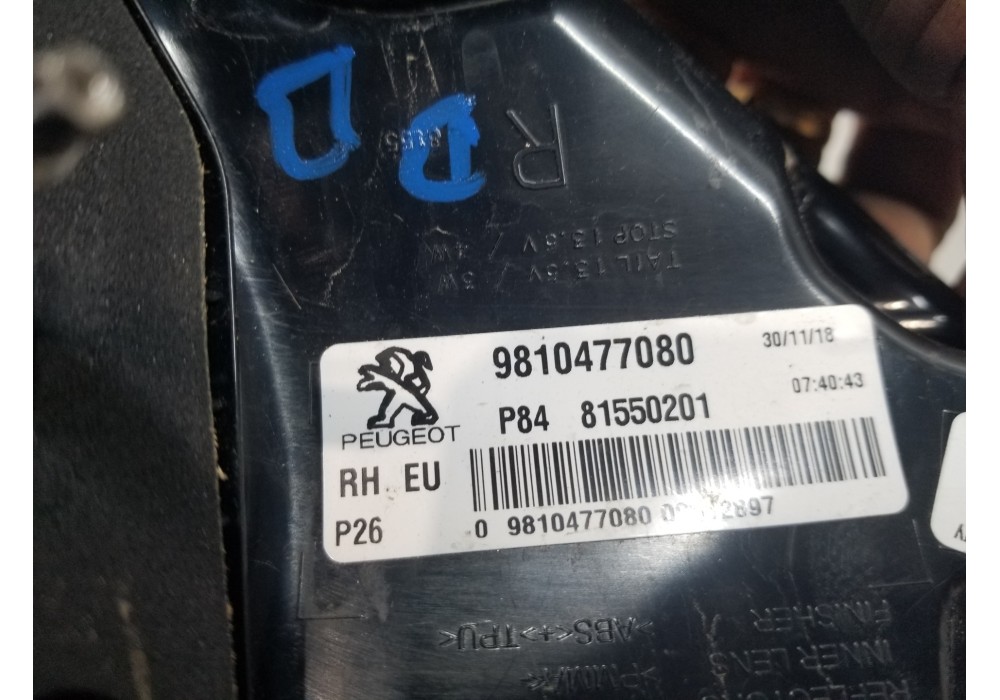 R
8155
STOP 13.5V / 4W
TAIL 13.5V / 5W
9810477080
30/11/18
P84 81550201
07:40:43
PEUGEOT
RH EU
P26
0 9810477080
>ABS<+>TPU<
FINISHER
INNER LENS